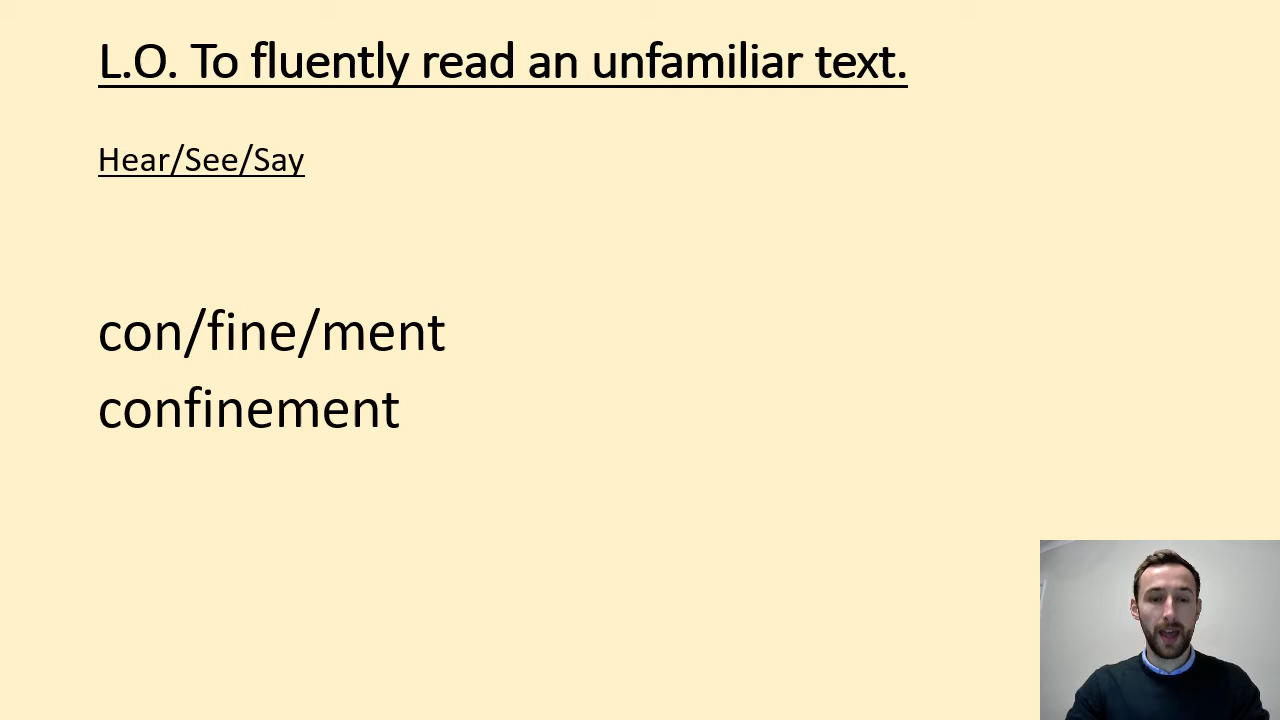 L.O. To fluently read an unfamiliar text.
Hear/See/Say
con/fine/ment
confinement